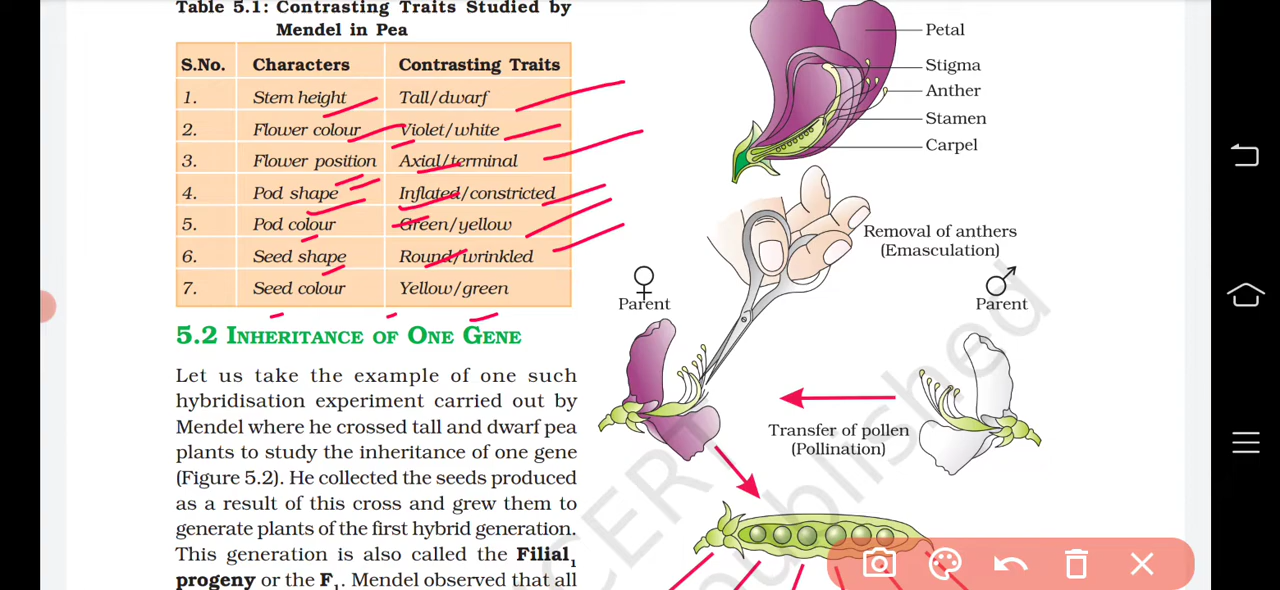 Table 5.1: Contrasting Traits Studied by
Mendel in Pea
S.No. Characters Contrasting Traits
1. Stem height Tall/dwarf
2. Flower colour Violet/white
3. Flower position Axial/terminal
4. Pod shape Inflated/constricted
5. Pod colour Green/yellow
6. Seed shape Round/wrinkled
7. Seed colour Yellow/green
5.2 INHERITANCE OF ONE GENE
Let us take the example of one such
hybridisation experiment carried out by
Mendel where he crossed tall and dwarf pea
plants to study the inheritance of one gene
(Figure 5.2). He collected the seeds produced
as a result of this cross and grew them to
generate plants of the first hybrid generation.
This generation is also called the Filial₁
progeny or the F₁. Mendel observed that all
Petal
Stigma
Anther
Stamen
Carpel
Removal of anthers
(Emasculation)
♀
Parent
♂
Parent
Transfer of pollen
(Pollination)